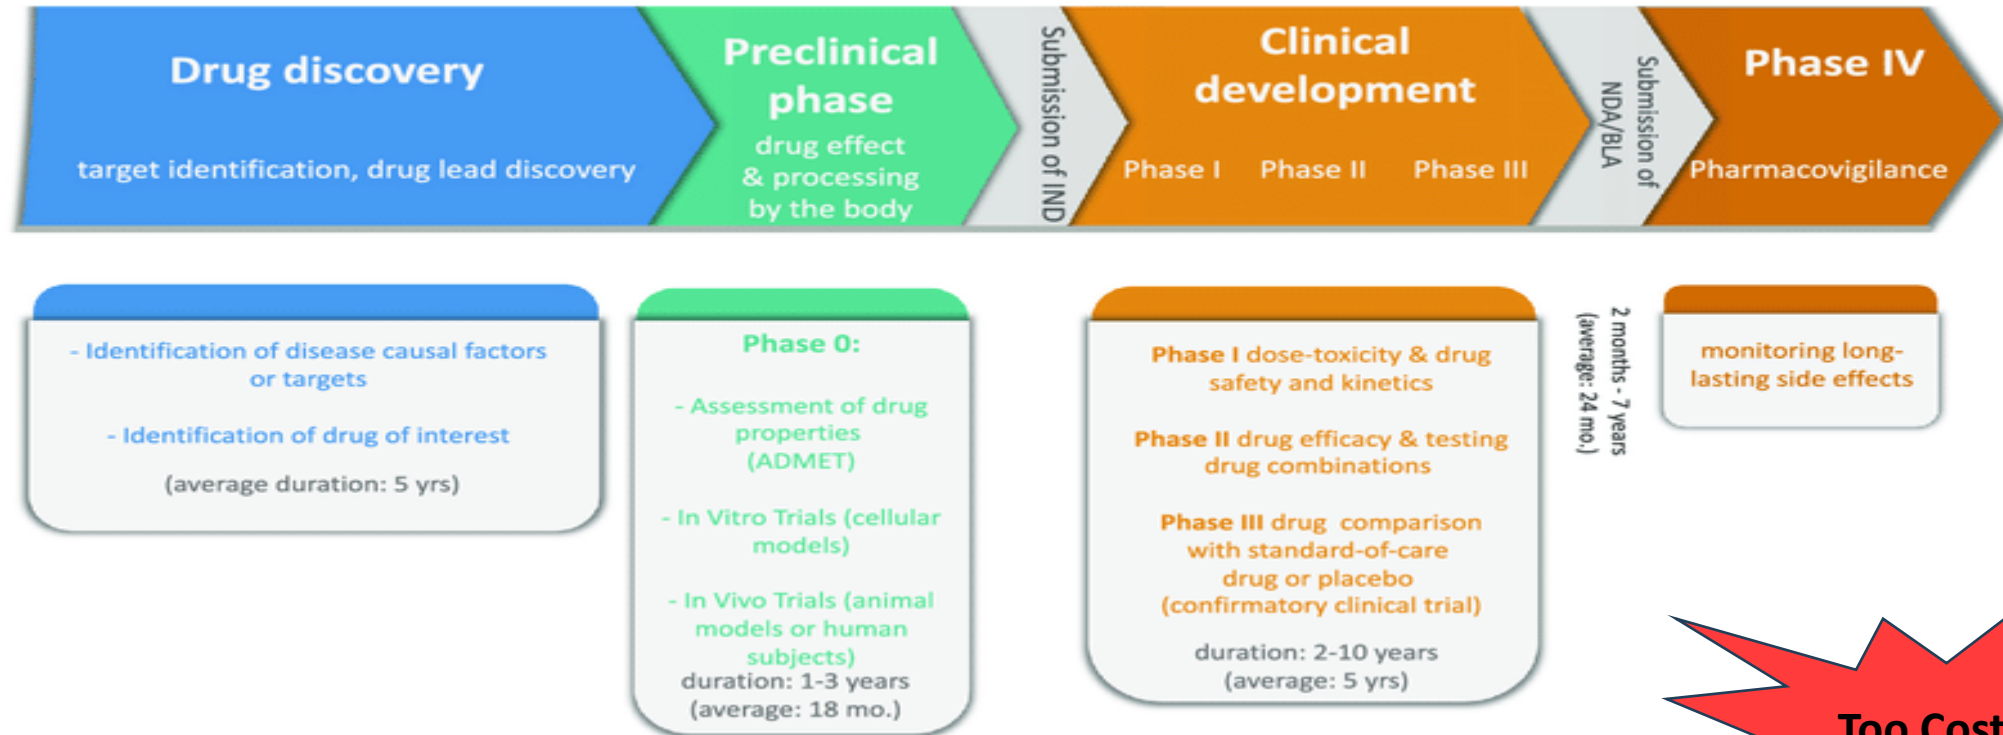 Drug discovery
target identification, drug lead discovery
Preclinical
phase
drug effect
& processing
by the body
Submission of IND
Clinical
development
Phase I Phase II Phase III
Submission of
NDA/BLA
Phase IV
Pharmacovigilance
- Identification of disease causal factors
or targets
- Identification of drug of interest
(average duration: 5 yrs)
Phase 0:
- Assessment of drug
properties
(ADMET)
- In Vitro Trials (cellular
models)
- In Vivo Trials (animal
models or human
subjects)
duration: 1-3 years
(average: 18 mo.)
Phase I dose-toxicity & drug
safety and kinetics
Phase II drug efficacy & testing
drug combinations
Phase III drug comparison
with standard-of-care
drug or placebo
(confirmatory clinical trial)
duration: 2-10 years
(average: 5 yrs)
2 months - 7 years
(average: 24 mo.)
monitoring long-
lasting side effects
Too Cost